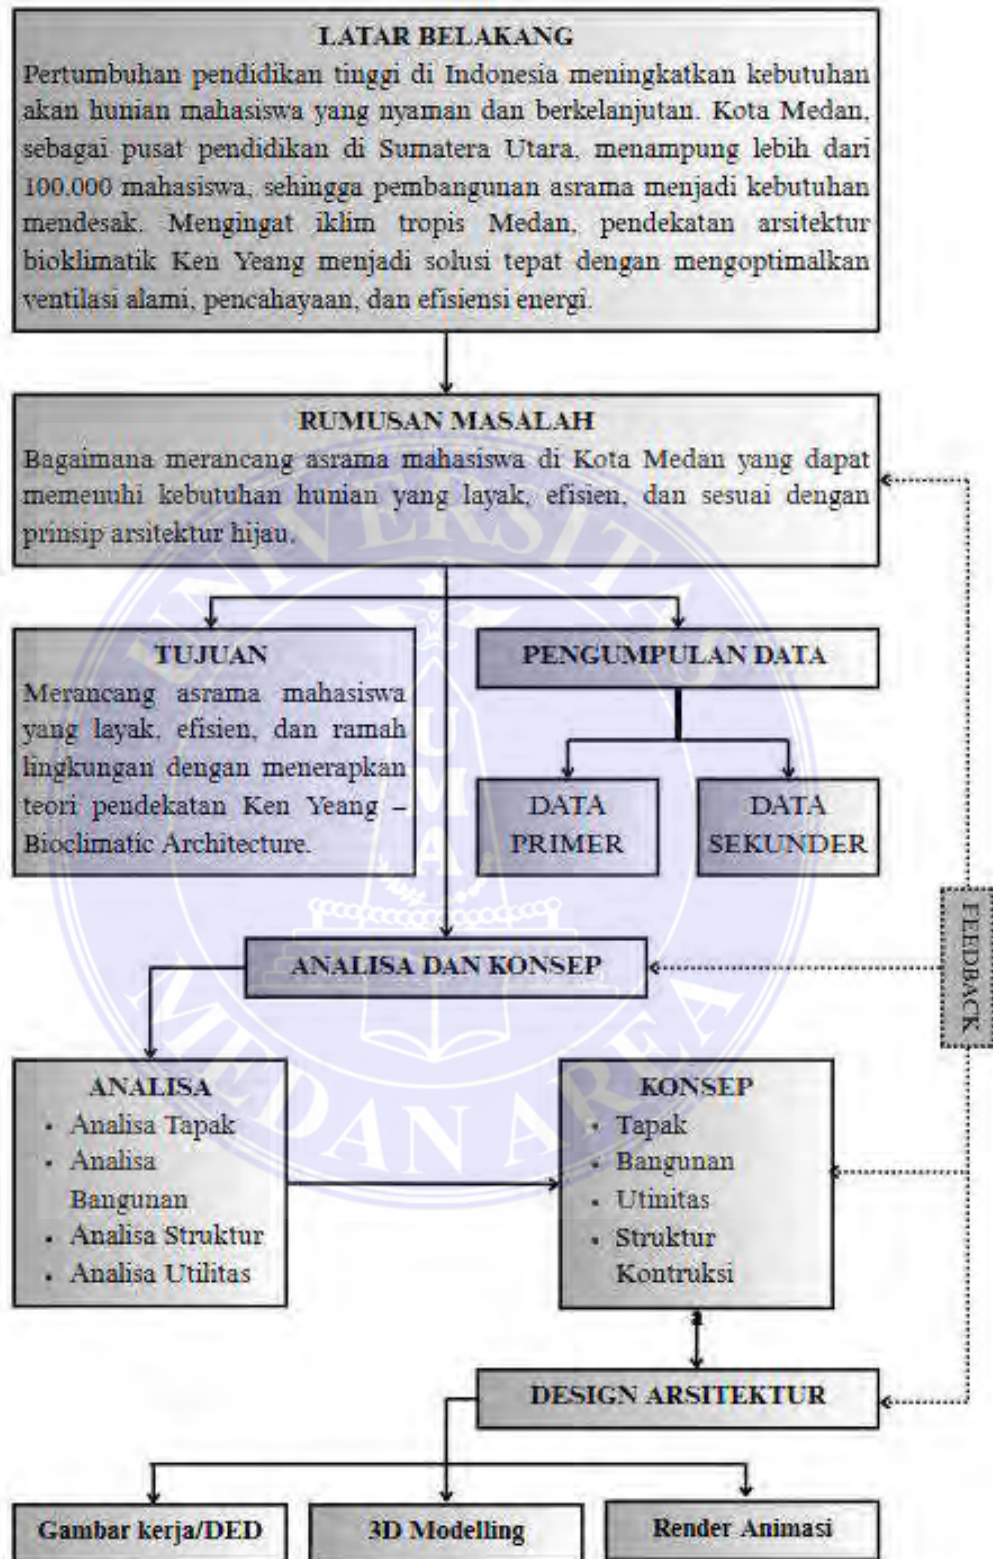 LATAR BELAKANG
Pertumbuhan pendidikan tinggi di Indonesia meningkatkan kebutuhan
akan hunian mahasiswa yang nyaman dan berkelanjutan. Kota Medan,
sebagai pusat pendidikan di Sumatera Utara, menampung lebih dari
100.000 mahasiswa, sehingga pembangunan asrama menjadi kebutuhan
mendesak. Mengingat iklim tropis Medan, pendekatan arsitektur
bioklimatik Ken Yeang menjadi solusi tepat dengan mengoptimalkan
ventilasi alami, pencahayaan, dan efisiensi energi.
RUMUSAN MASALAH
Bagaimana merancang asrama mahasiswa di Kota Medan yang dapat
memenuhi kebutuhan hunian yang layak, efisien, dan sesuai dengan
prinsip arsitektur hijau.
TUJUAN
Merancang asrama mahasiswa
yang layak, efisien, dan ramah
lingkungan dengan menerapkan
teori pendekatan Ken Yeang –
Bioclimatic Architecture.
PENGUMPULAN DATA
DATA
PRIMER
DATA
SEKUNDER
FEEDBACK
ANALISA DAN KONSEP
ANALISA
• Analisa Tapak
• Analisa
Bangunan
• Analisa Struktur
• Analisa Utilitas
KONSEP
• Tapak
• Bangunan
• Utinitas
• Struktur
Kontruksi
DESIGN ARSITEKTUR
Gambar kerja/DED
3D Modelling
Render Animasi
UNIVERSITAS
MEDAN AREA
UMA